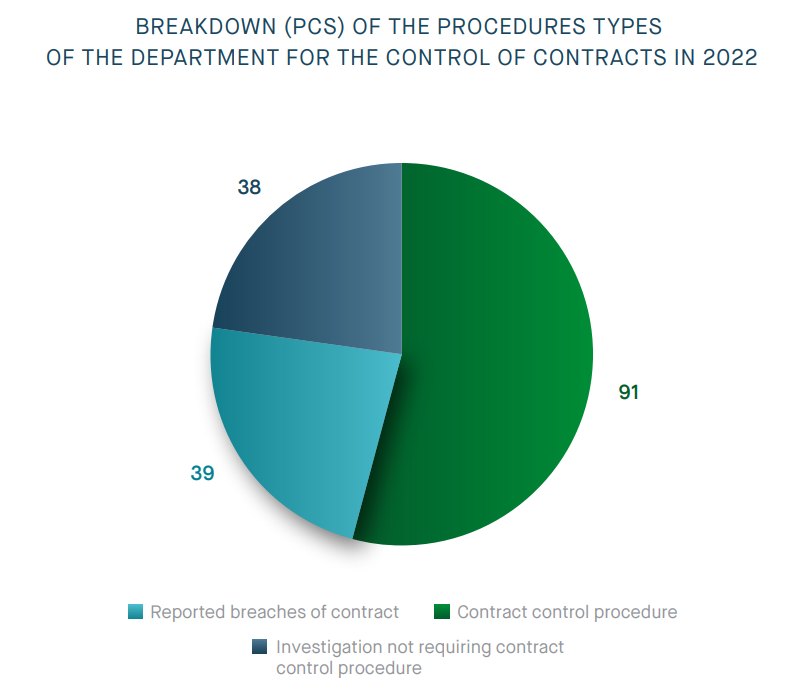 BREAKDOWN (PCS) OF THE PROCEDURES TYPES
OF THE DEPARTMENT FOR THE CONTROL OF CONTRACTS IN 2022
38
91
39
Reported breaches of contract
Contract control procedure
Investigation not requiring contract
control procedure